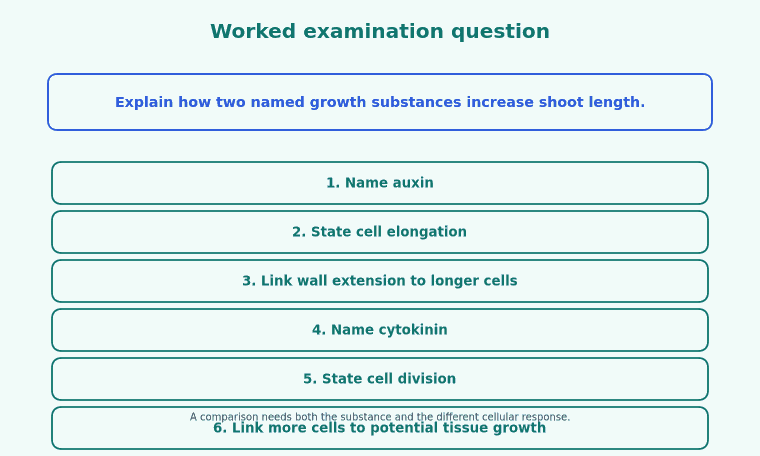 Worked examination question
Explain how two named growth substances increase shoot length.
1. Name auxin
2. State cell elongation
3. Link wall extension to longer cells
4. Name cytokinin
5. State cell division
A comparison needs both the substance and the different cellular response.
6. Link more cells to potential tissue growth